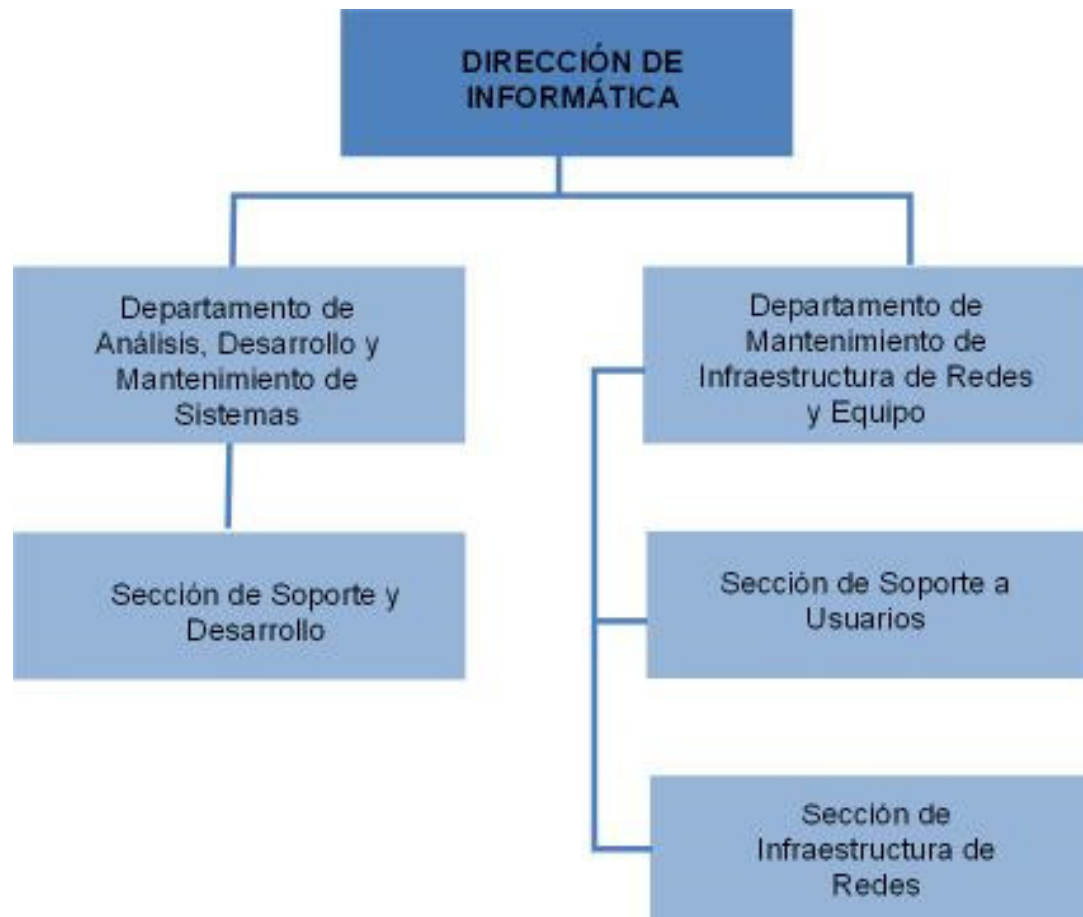 DIRECCIÓN DE
INFORMÁTICA
Departamento de
Análisis, Desarrollo y
Mantenimiento de
Sistemas
Departamento de
Mantenimiento de
Infraestructura de Redes
y Equipo
Sección de Soporte y
Desarrollo
Sección de Soporte a
Usuarios
Sección de
Infraestructura de
Redes